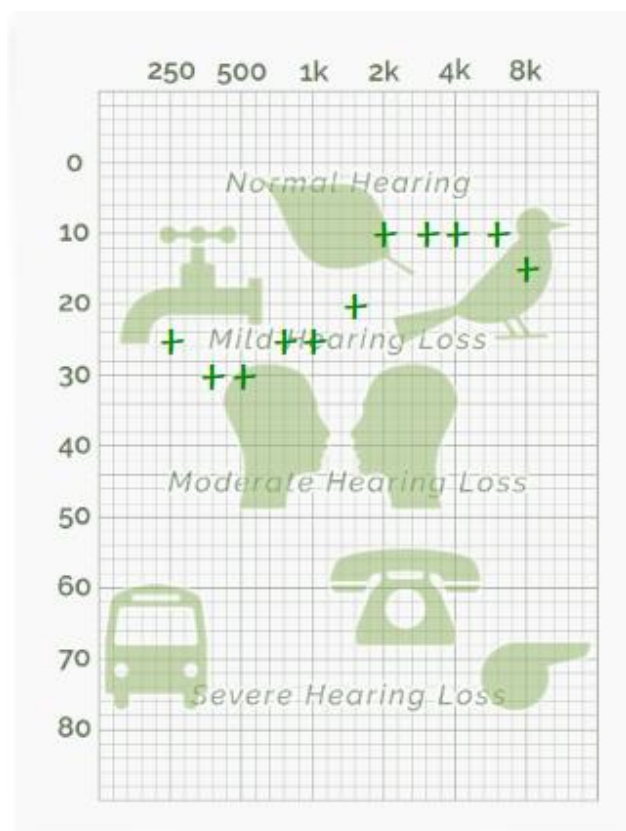 250 500 1k 2k 4k 8k
0
Normal Hearing
10
20
Mild Hearing Loss
30
40
Moderate Hearing Loss
50
60
70
Severe Hearing Loss
80